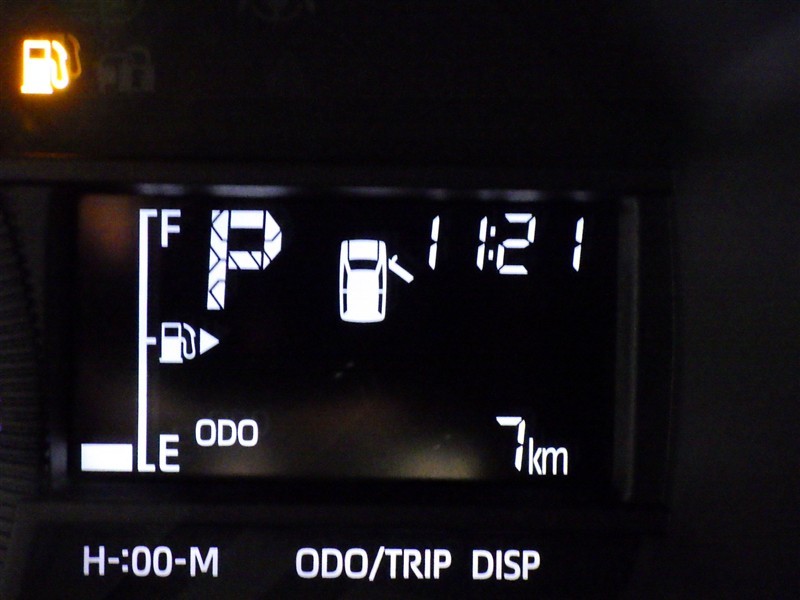 F P 11:21
E ODO 7km
H-:00-M ODO/TRIP DISP